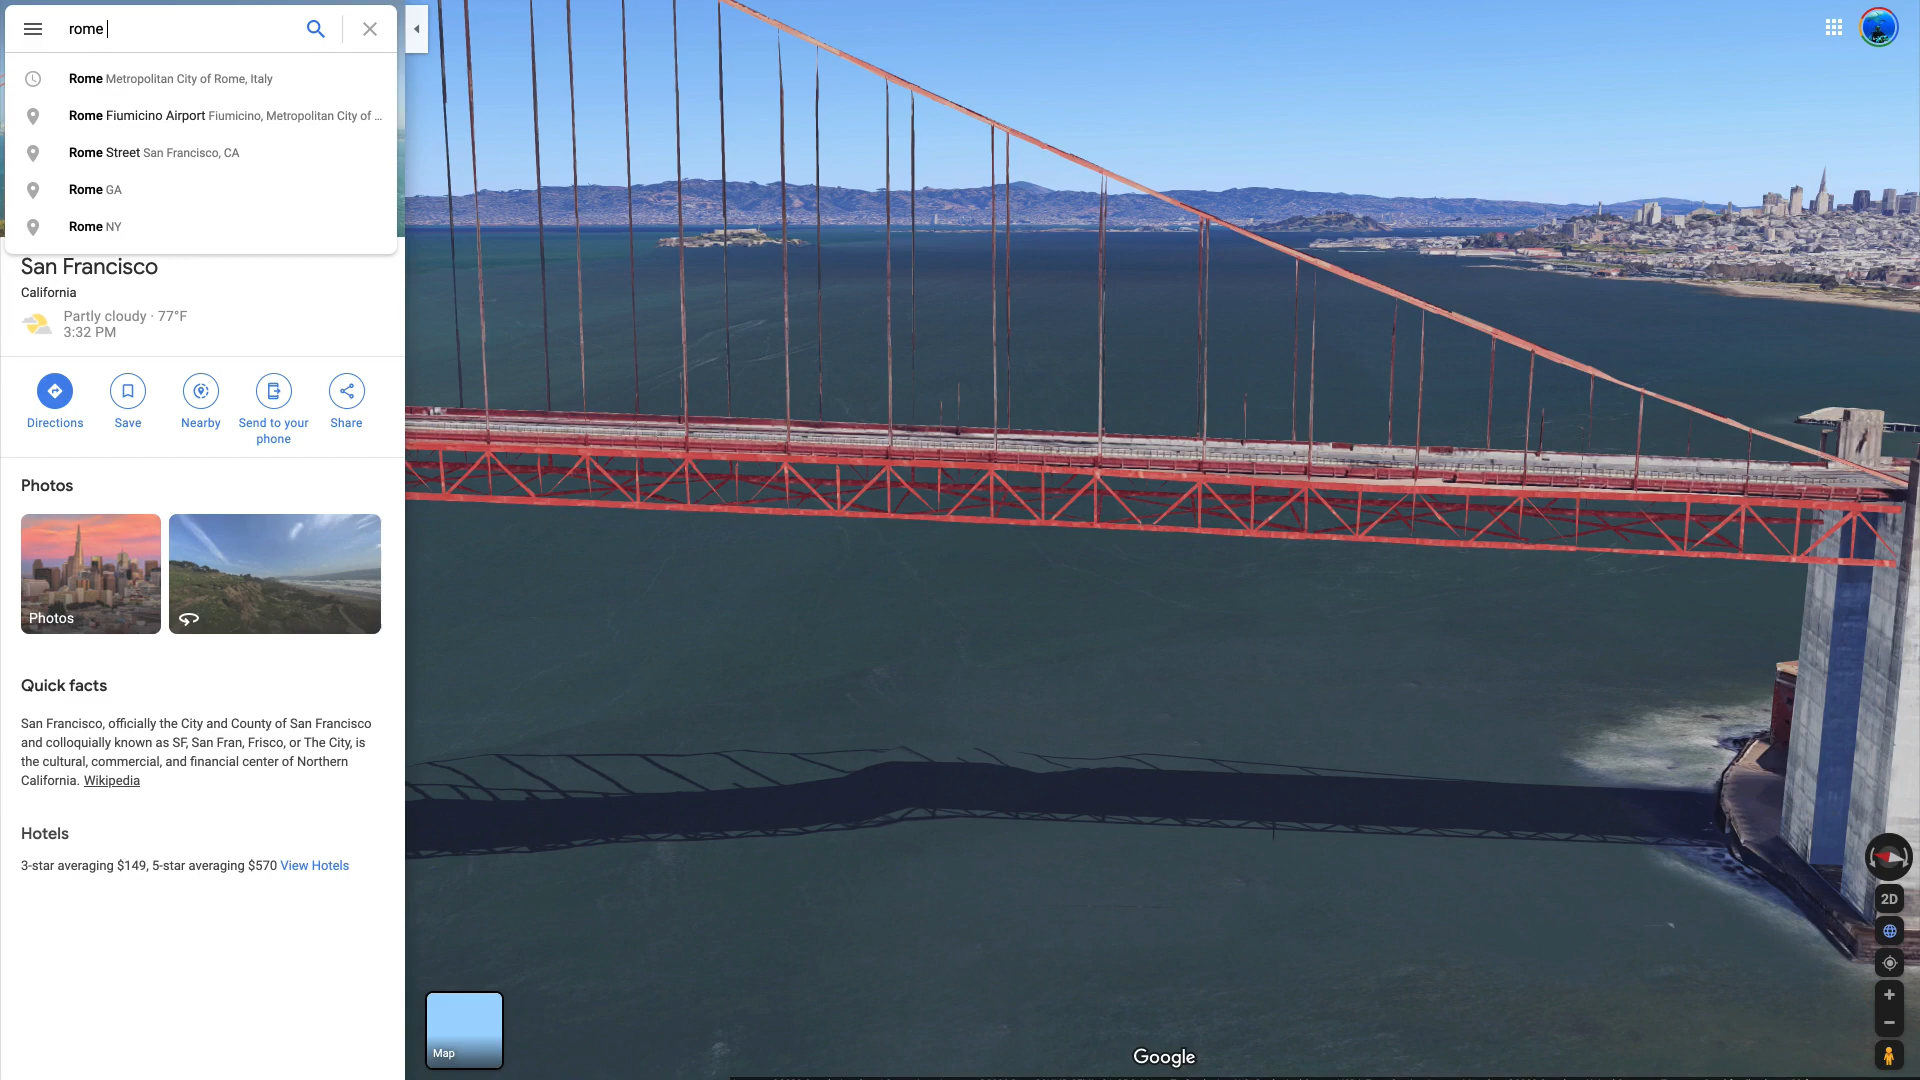 rome
Rome Metropolitan City of Rome, Italy
Rome Fiumicino Airport Fiumicino, Metropolitan City of ...
Rome Street San Francisco, CA
Rome GA
Rome NY
San Francisco
California
Partly cloudy · 77°F
3:32 PM
Directions
Save
Nearby
Send to your
phone
Share
Photos
Photos
Quick facts
San Francisco, officially the City and County of San Francisco
and colloquially known as SF, San Fran, Frisco, or The City, is
the cultural, commercial, and financial center of Northern
California. Wikipedia
Hotels
3-star averaging $149, 5-star averaging $570 View Hotels
2D
Map
Google